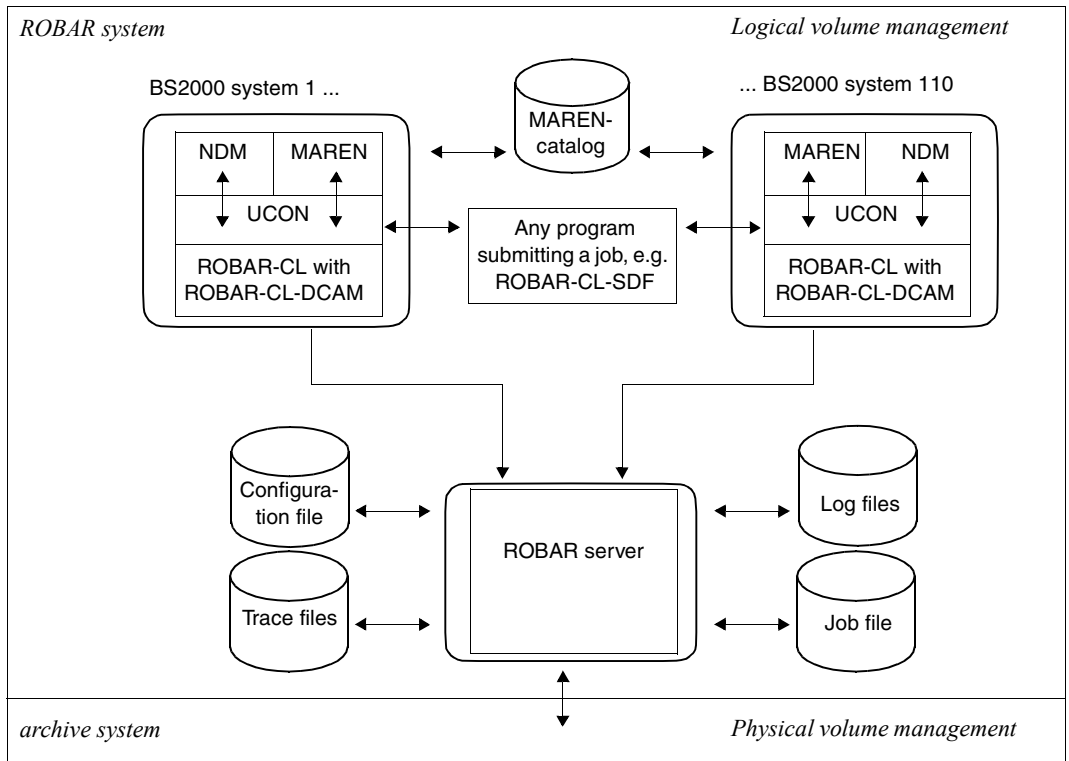 ROBAR system
Logical volume management
BS2000 system 1 ...
... BS2000 system 110
MAREN-
catalog
NDM
MAREN
UCON
ROBAR-CL with
ROBAR-CL-DCAM
Any program
submitting a job, e.g.
ROBAR-CL-SDF
MAREN
NDM
UCON
ROBAR-CL with
ROBAR-CL-DCAM
Configura-
tion file
Log files
ROBAR server
Trace files
Job file
archive system
Physical volume management